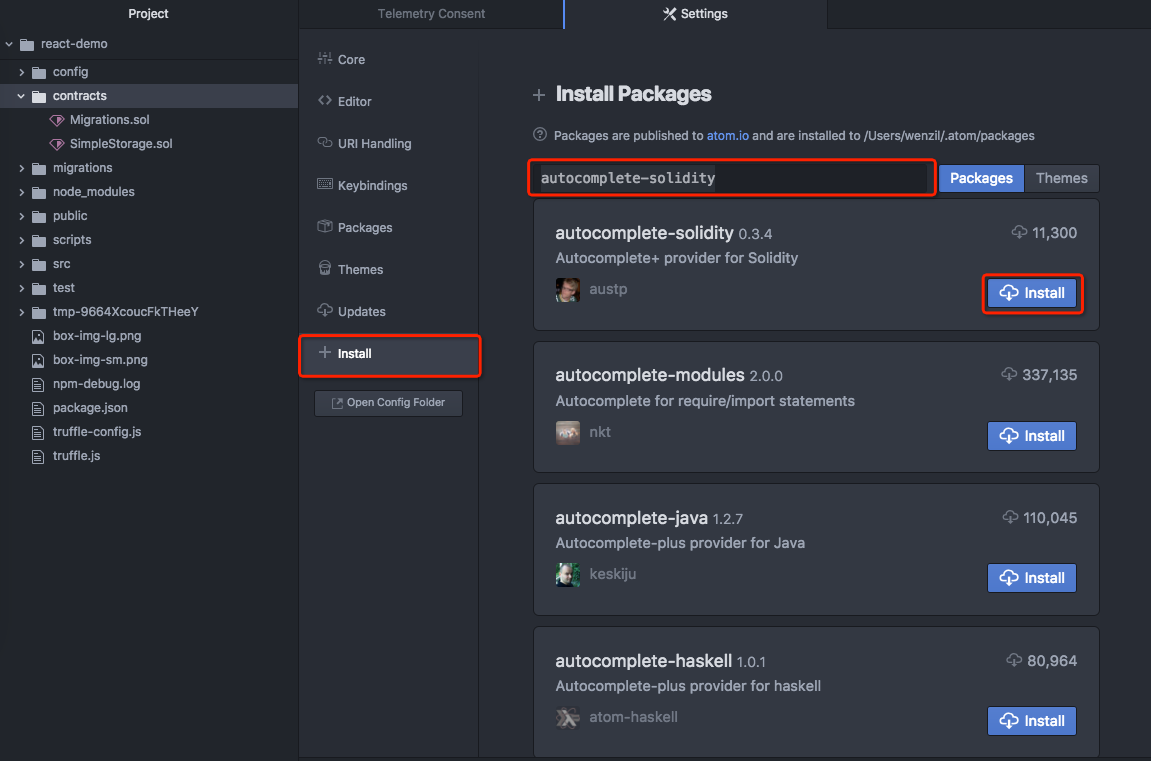 Project
Telemetry Consent
Settings
react-demo
config
contracts
Migrations.sol
SimpleStorage.sol
migrations
node_modules
public
scripts
src
test
tmp-9664XcoucFkTHeeY
box-img-lg.png
box-img-sm.png
npm-debug.log
package.json
truffle-config.js
truffle.js
Core
Editor
URI Handling
Keybindings
Packages
Themes
Updates
Install
Open Config Folder
Install Packages
Packages are published to atom.io and are installed to /Users/wenzil/.atom/packages
autocomplete-solidity
Packages
Themes
autocomplete-solidity 0.3.4
11,300
Autocomplete+ provider for Solidity
austp
Install
autocomplete-modules 2.0.0
337,135
Autocomplete for require/import statements
nkt
Install
autocomplete-java 1.2.7
110,045
Autocomplete-plus provider for Java
keskiju
Install
autocomplete-haskell 1.0.1
80,964
Autocomplete-plus provider for haskell
atom-haskell
Install